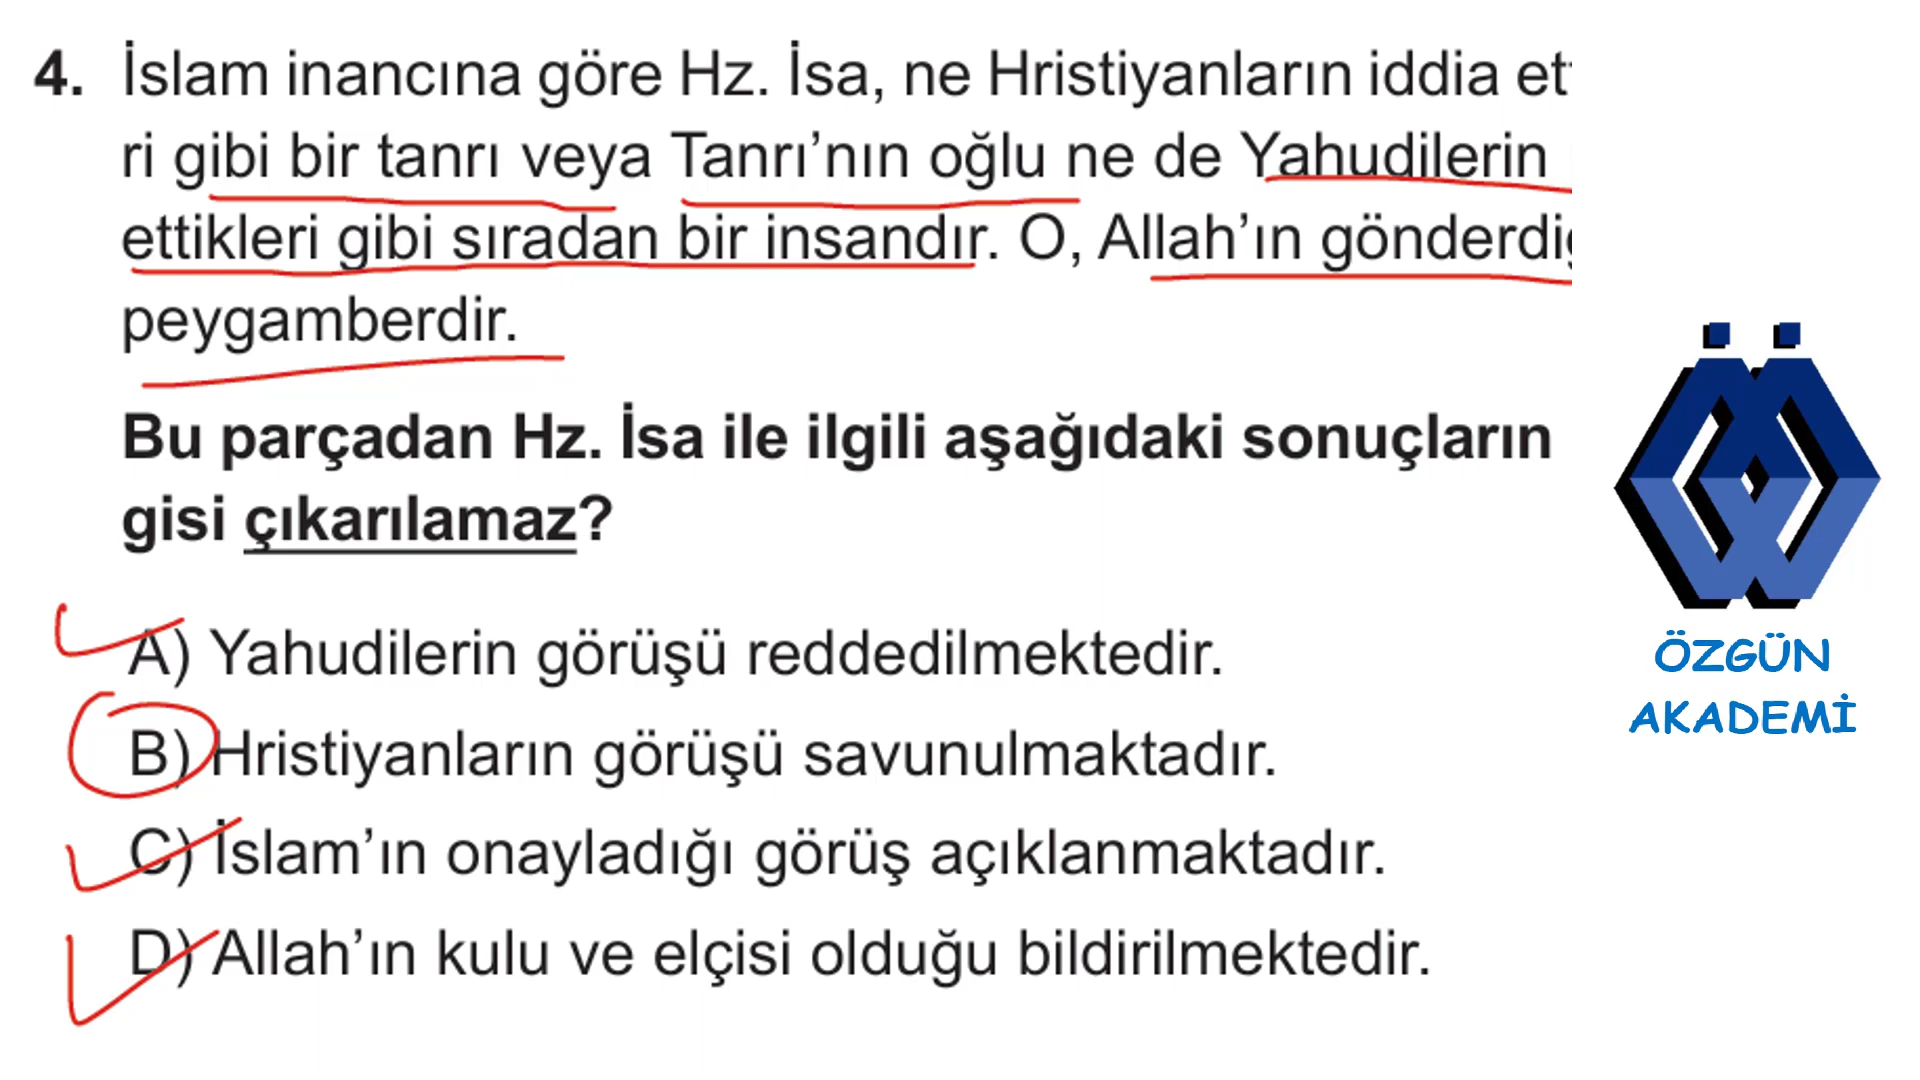 4. İslam inancına göre Hz. İsa, ne Hristiyanların iddia
ri gibi bir tanrı veya Tanrı’nın oğlu ne de Yahudilerin
ettikleri gibi sıradan bir insandır. O, Allah’ın
peygamberdir.
Bu parçadan Hz. İsa ile ilgili aşağıdaki sonuçların
gisi çıkarılamaz?
A) Yahudilerin görüşü reddedilmektedir.
B) Hristiyanların görüşü savunulmaktadır.
C) İslam’ın onayladığı görüş açıklanmaktadır.
D) Allah’ın kulu ve elçisi olduğu bildirilmektedir.
ÖZGÜN
AKADEMİ